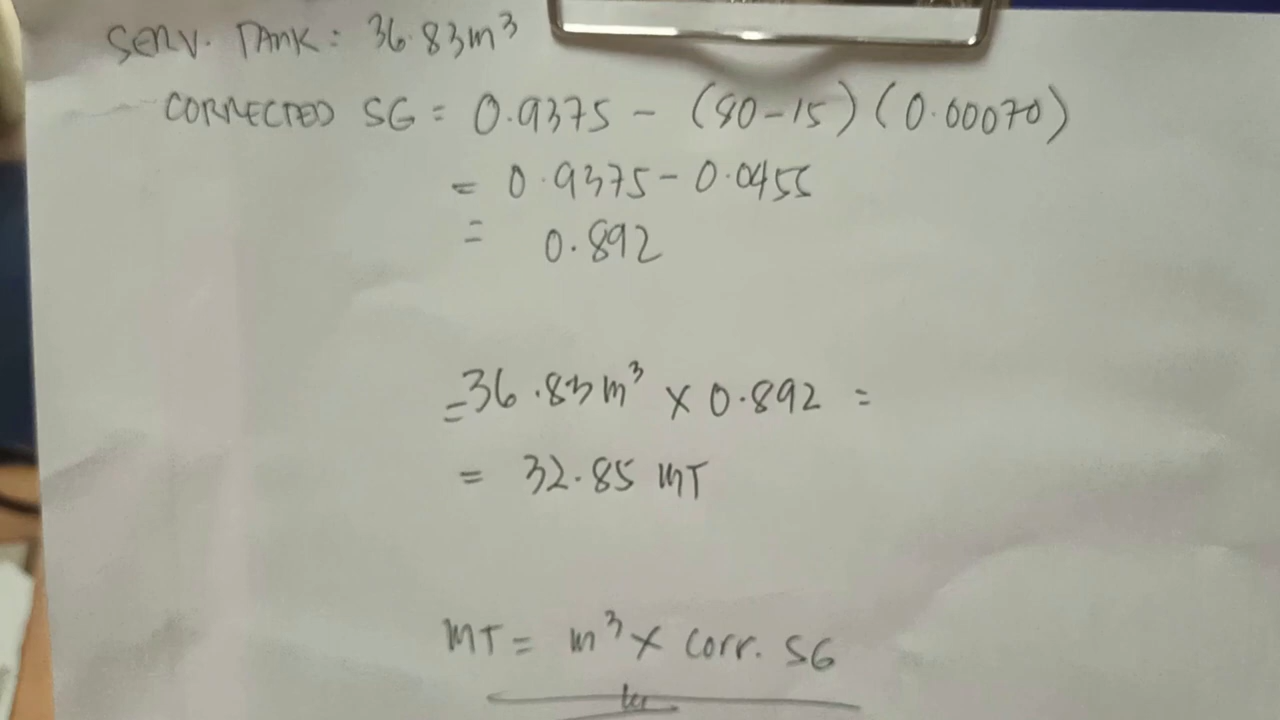 SERV. TANK: 36.83m³
CORRECTED SG = 0.9375 - (80-15)(0.00070)
= 0.9375 - 0.0455
= 0.892
= 36.83m³ x 0.892 =
= 32.85 MT
MT = m³ x Corr. SG